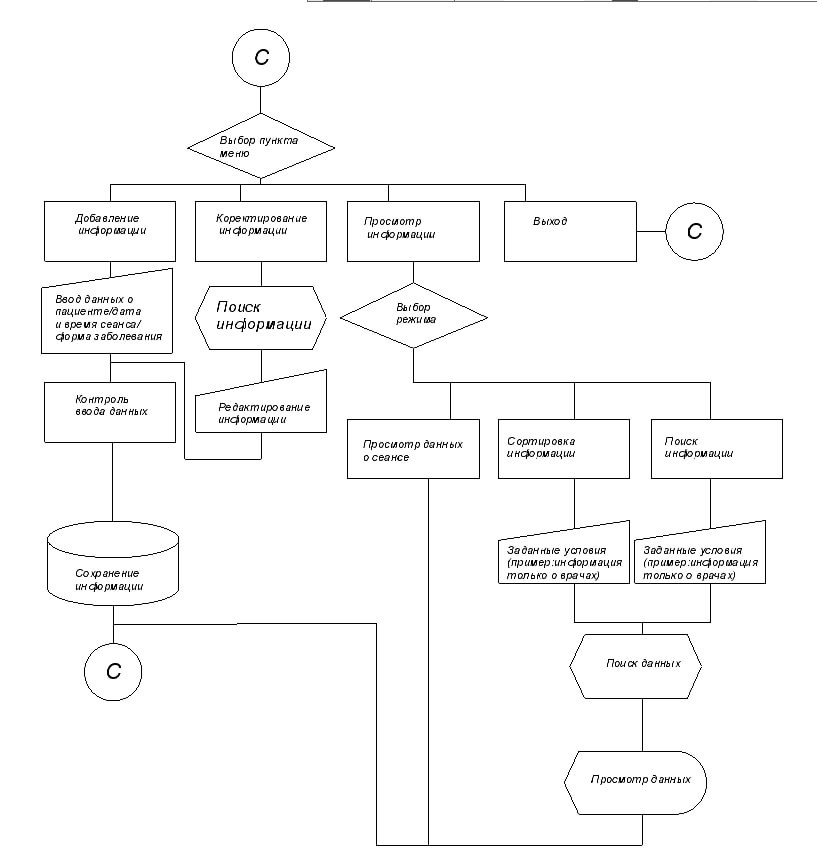 С
Выбор пункта
меню
Добавление
информации
Коректирование
информации
Просмотр
информации
Выход
С
Ввод данных о
пациенте/дата
и время сеанса/
форма заболевания
Поиск
информации
Выбор
режима
Контроль
ввода данных
Редактирование
информации
Просмотр данных
о сеансе
Сортировка
информации
Поиск
информации
Заданные условия
(пример:информация
только о врачах)
Заданные условия
(пример:информация
только о врачах)
Сохранение
информации
С
Поиск данных
Просмотр данных